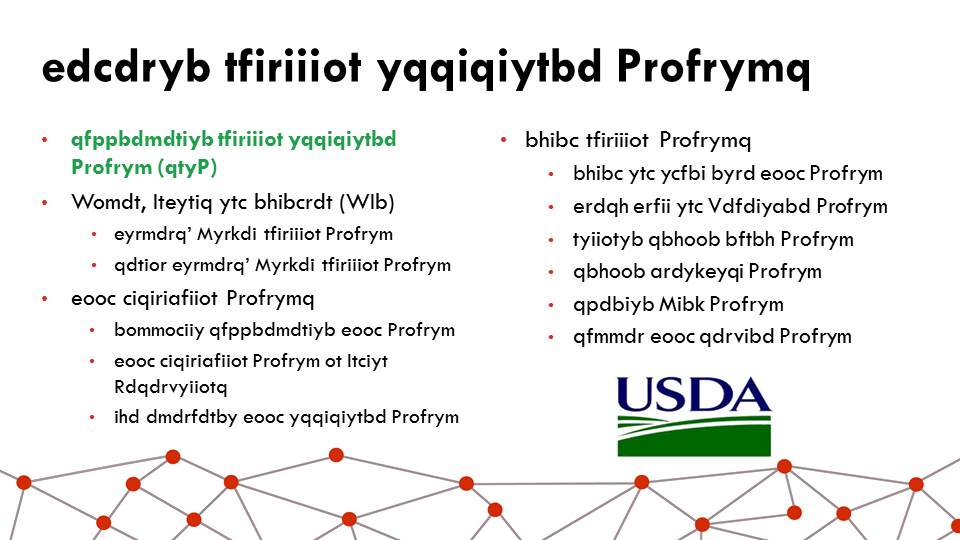 edcdryb tfiriiiot yqqiqiytbd Profrymq
qfppbdmdtiyb tfiriiiot yqqiqiytbd
Profrym (qtyP)
Womdt, Iteytiq ytc bhibcrdt (WIb)
eyrmdrq’ Myrkdi tfiriiiot Profrym
qdtior eyrmdrq’ Myrkdi tfiriiiot Profrym
eooc ciqiriafiiot Profrymq
bommociiy qfppbdmdtiyb eooc Profrym
eooc ciqiriafiiot Profrym ot Itciyt
Rdqdrvyiiotq
ihd dmdrfdtby eooc yqqiqiytbd Profrym
bhibc tfiriiiot Profrymq
bhibc ytc ycfbi byrd eooc Profrym
erdqh erfii ytc Vdfdiyabd Profrym
tyiiotyb qbhoob bftbh Profrym
qbhoob ardykeyqi Profrym
qpdbiyb Mibk Profrym
qfmmdr eooc qdrvibd Profrym
USDA